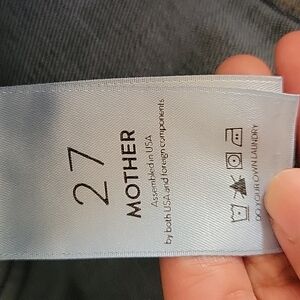 27
MOTHER
Assembled in USA
by both USA and foreign components
DO YOUR OWN LAUNDRY